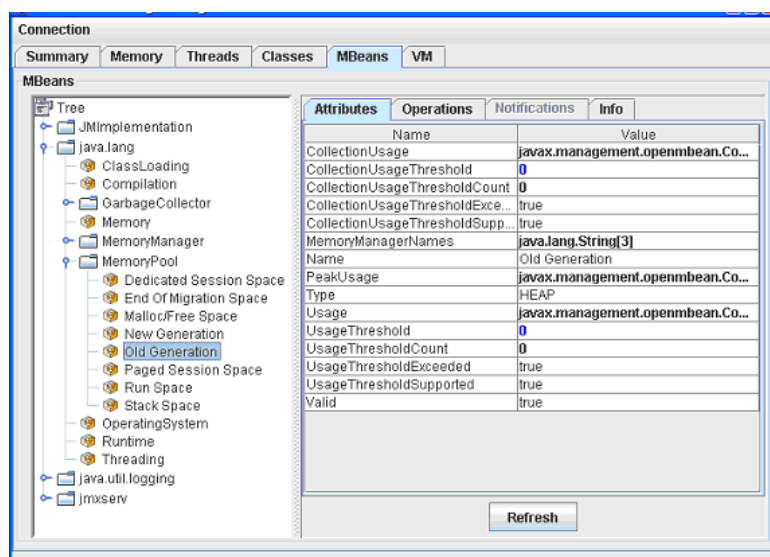 Connection
Summary Memory Threads Classes MBeans VM
MBeans
Tree
JMImplementation
java.lang
ClassLoading
Compilation
GarbageCollector
Memory
MemoryManager
MemoryPool
Dedicated Session Space
End Of Migration Space
Malloc/Free Space
New Generation
Old Generation
Paged Session Space
Run Space
Stack Space
OperatingSystem
Runtime
Threading
java.util.logging
jmxserv
Attributes Operations Notifications Info
Name Value
CollectionUsage javax.management.openmbean.Co...
CollectionUsageThreshold 0
CollectionUsageThresholdCount 0
CollectionUsageThresholdExce... true
CollectionUsageThresholdSupp... true
MemoryManagerNames java.lang.String[3]
Name Old Generation
PeakUsage javax.management.openmbean.Co...
Type HEAP
Usage javax.management.openmbean.Co...
UsageThreshold 0
UsageThresholdCount 0
UsageThresholdExceeded true
UsageThresholdSupported true
Valid true
Refresh